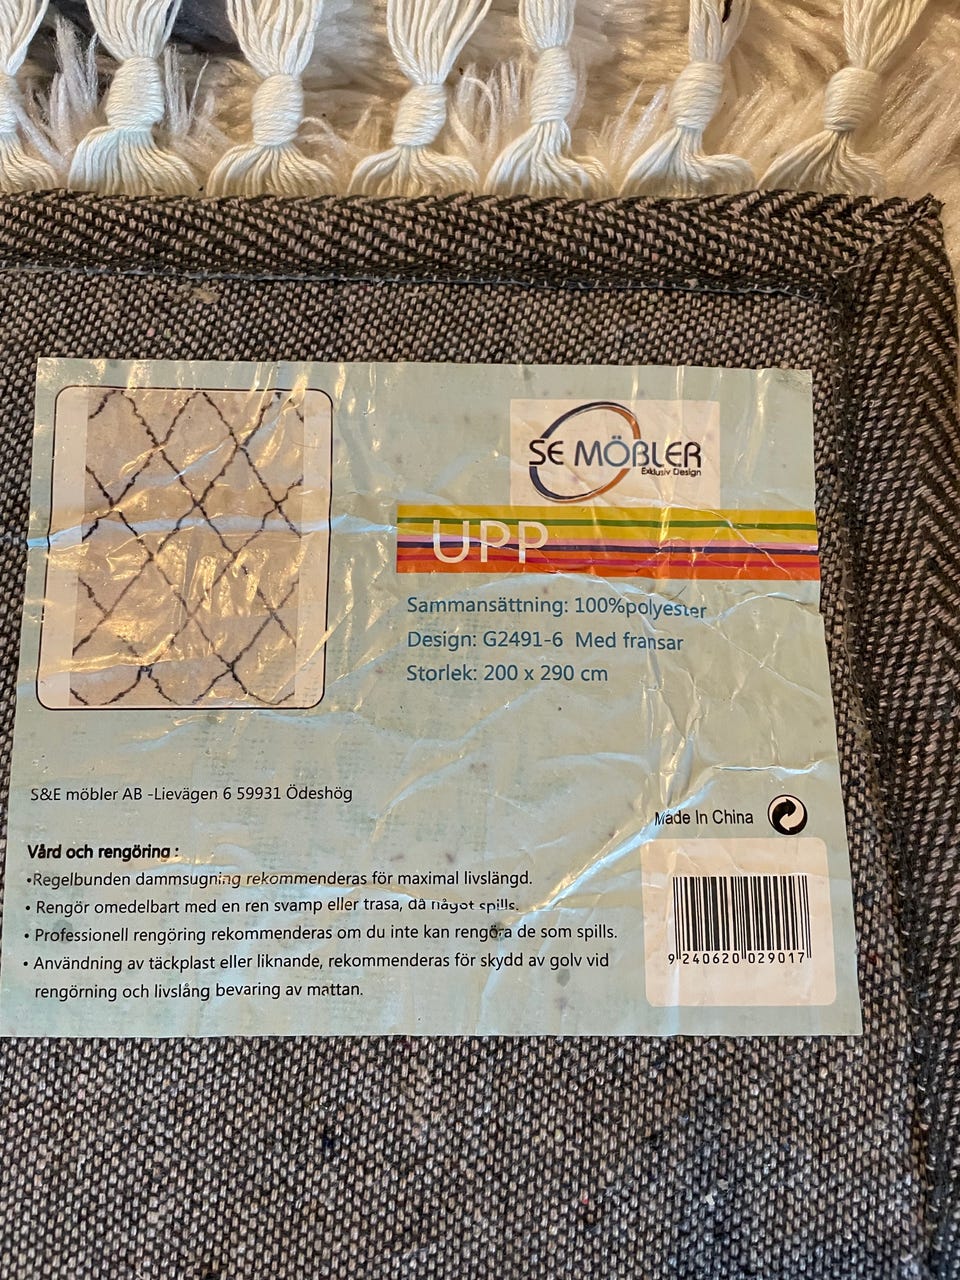 SE MÖBLER
Exklusiv Design
UPP
Sammansättning: 100%polyester
Design: G2491-6 Med fransar
Storlek: 200 x 290 cm
S&E möbler AB -Lievägen 6 59931 Ödeshög
Made In China
Vård och rengöring :
•Regelbunden dammsugning rekommenderas för maximal livslängd.
• Rengör omedelbart med en ren svamp eller trasa, då något spills.
• Professionell rengöring rekommenderas om du inte kan rengöra de som spills.
• Användning av täckplast eller liknande, rekommenderas för skydd av golv vid
rengörning och livslång bevaring av mattan.
9 240620 029017